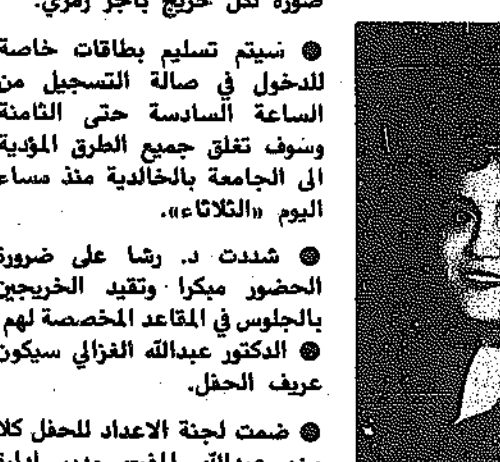 صورة لكل خريج باجر رمزي.
● سيتم تسليم بطاقات خاصة
للدخول في صالة التسجيل من
الساعة السادسة حتى الثامنة
وسوف تغلق جميع الطرق المؤدية
الى الجامعة بالخالدية منذ مساء
اليوم «الثلاثاء».
● شددت د. رشا على ضرورة
الحضور مبكرا وتقيد الخريجين
بالجلوس في المقاعد المخصصة لهم
● الدكتور عبدالله الغزالي سيكون
عريف الحفل.
● ضمت لجنة الاعداد للحفل كلا
عبدالله